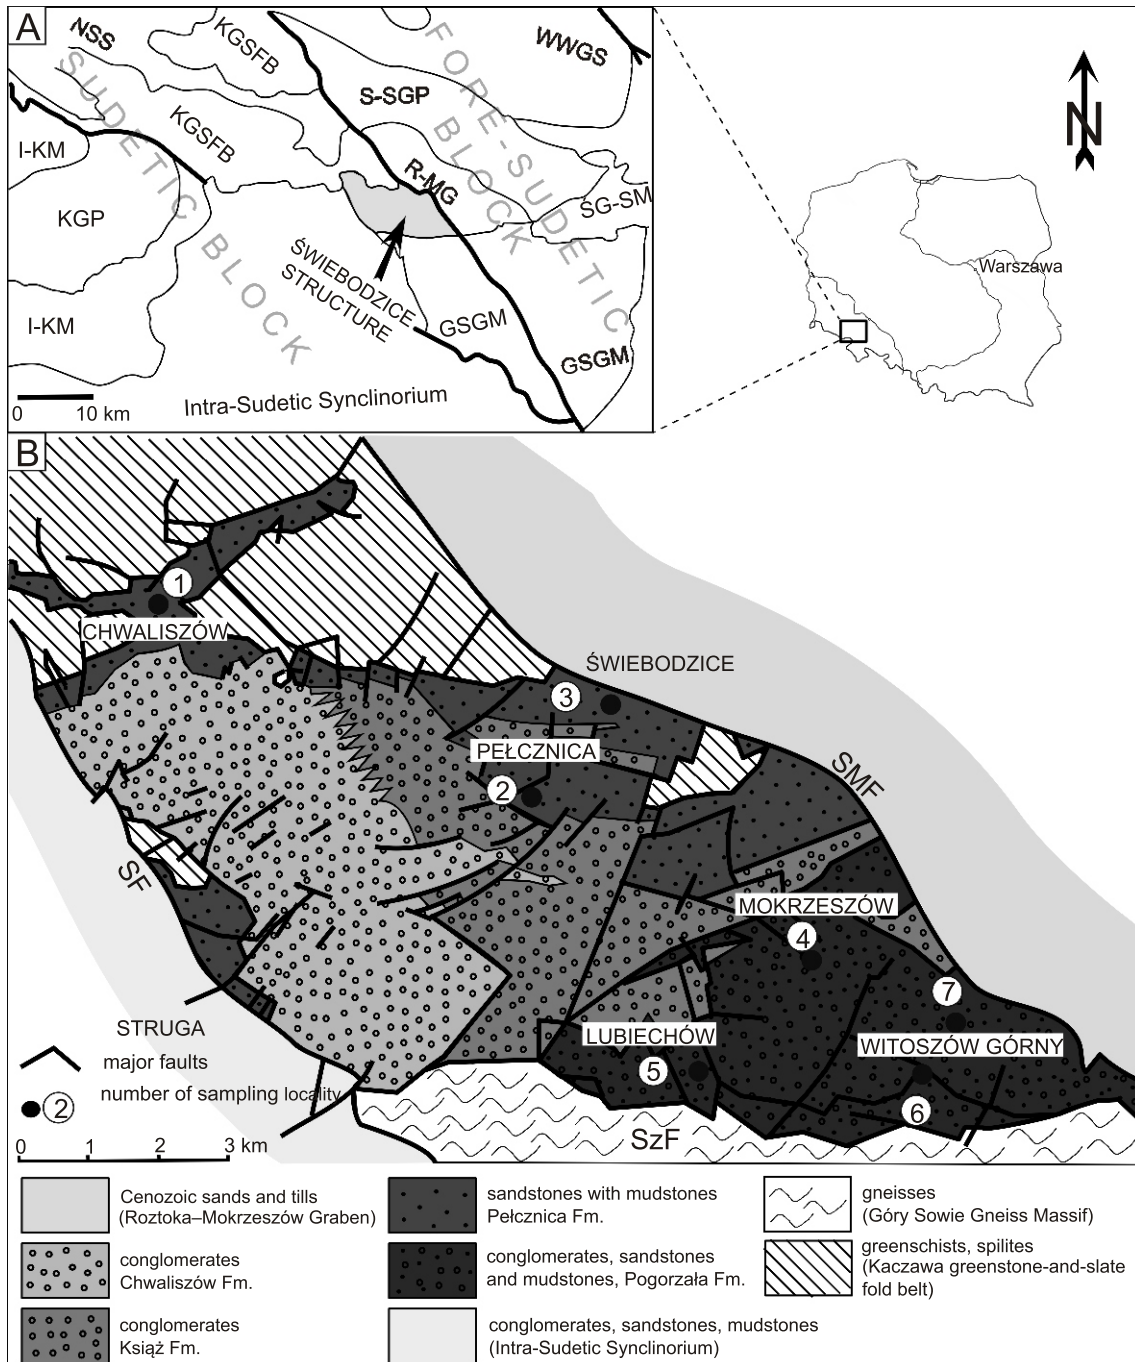 A
NSS
KGSFB
FORE-SUDETIC
BLOCK
WWGS
S-SGP
SUDETIC BLOCK
KGSFB
I-KM
R-MG
SG-SM
KGP
ŚWIEBODZICE
STRUCTURE
I-KM
GSGM
GSGM
Intra-Sudetic Synclinorium
0 10 km
N
Warszawa
B
1
CHWALISZÓW
ŚWIEBODZICE
3
PEŁCZNICA
2
SMF
SF
MOKRZESZÓW
4
7
STRUGA
LUBIECHÓW
WITOSZÓW GÓRNY
major faults
5
number of sampling locality
2
6
SzF
0 1 2 3 km
Cenozoic sands and tills
(Roztoka–Mokrzeszów Graben)
conglomerates
Chwaliszów Fm.
conglomerates
Książ Fm.
sandstones with mudstones
Pełcznica Fm.
conglomerates, sandstones
and mudstones, Pogorzała Fm.
conglomerates, sandstones, mudstones
(Intra-Sudetic Synclinorium)
gneisses
(Góry Sowie Gneiss Massif)
greenschists, spilites
(Kaczawa greenstone-and-slate
fold belt)